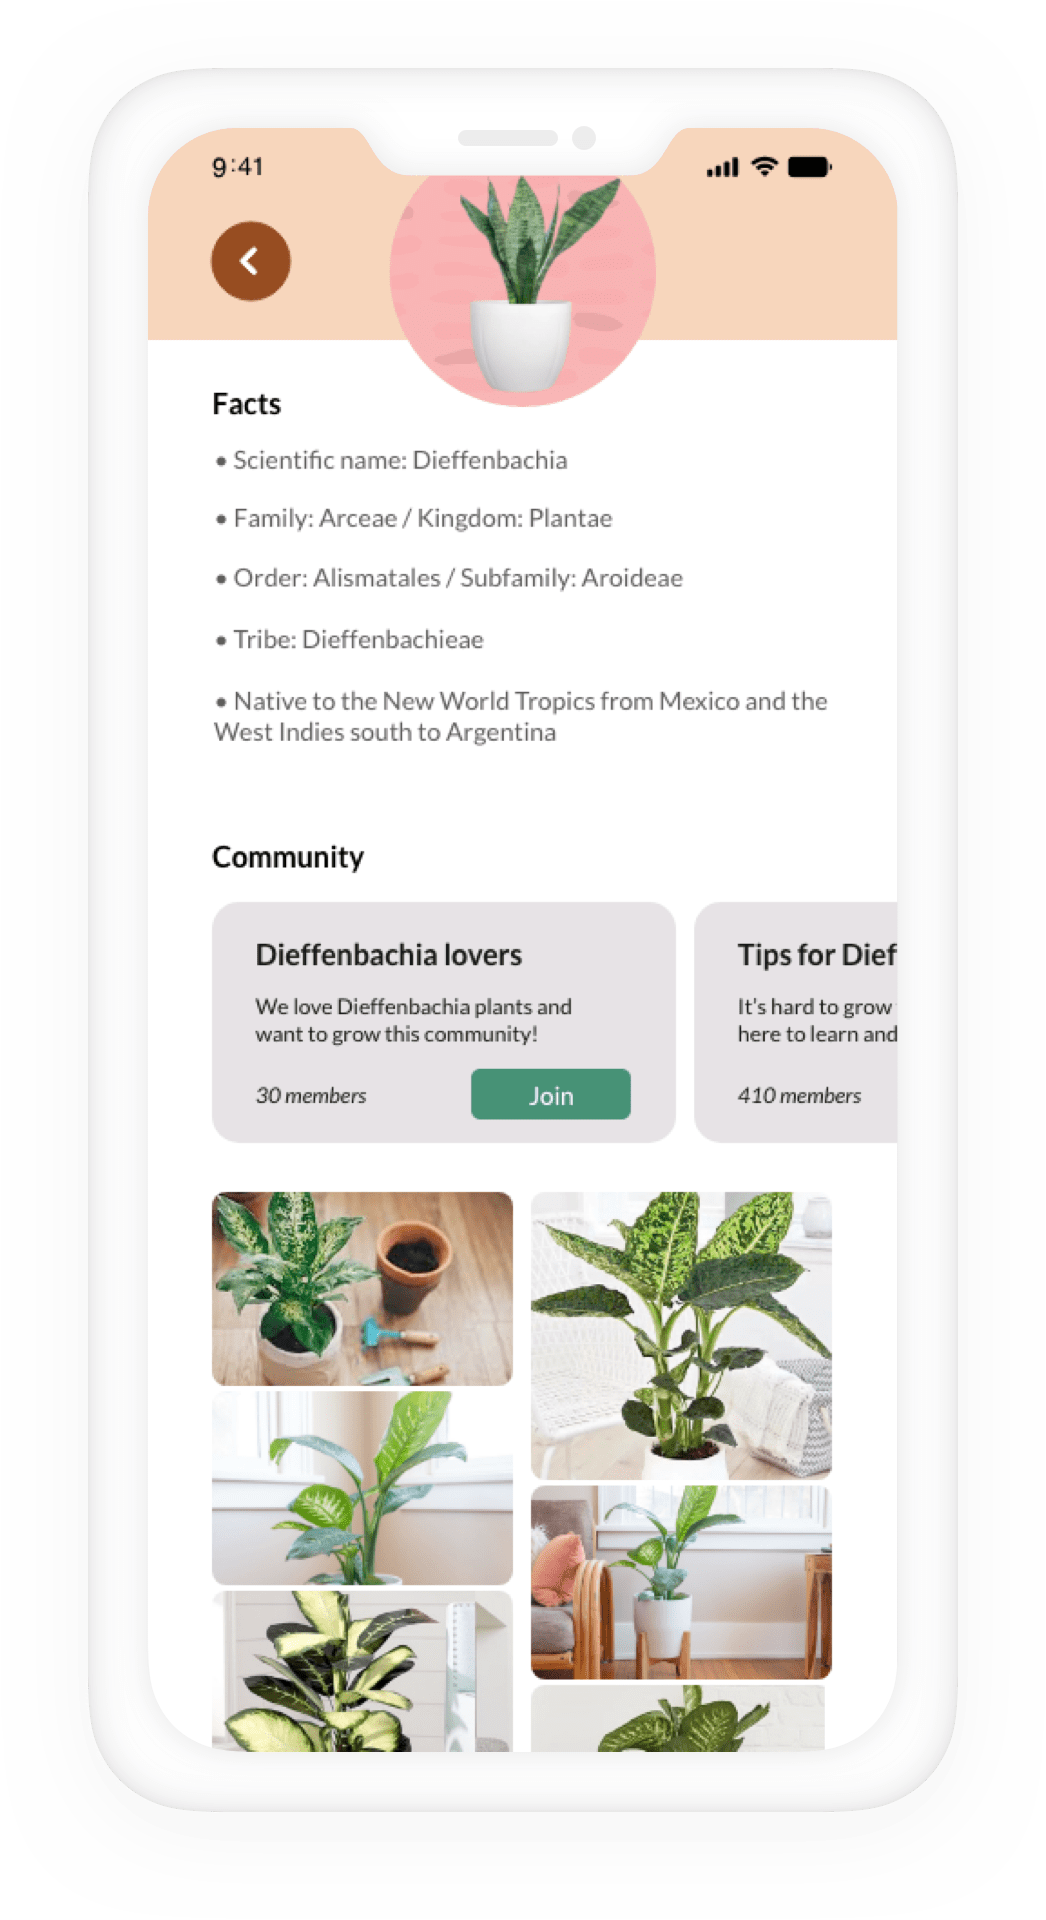 9:41
Facts
• Scientific name: Dieffenbachia
• Family: Arceae / Kingdom: Plantae
• Order: Alismatales / Subfamily: Aroideae
• Tribe: Dieffenbachieae
• Native to the New World Tropics from Mexico and the
West Indies south to Argentina
Community
Dieffenbachia lovers
We love Dieffenbachia plants and
want to grow this community!
30 members
Join
Tips for Dief
It's hard to grow
here to learn and
410 members